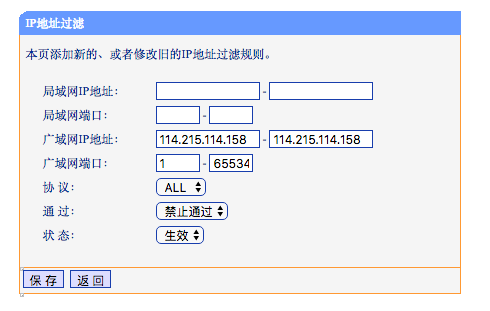 IP地址过滤
本页添加新的、或者修改旧的IP地址过滤规则。
局域网IP地址： -
局域网端口： -
广域网IP地址： 114.215.114.158 - 114.215.114.158
广域网端口： 1 - 65534
协 议： ALL
通 过： 禁止通过
状 态： 生效
保 存 返 回